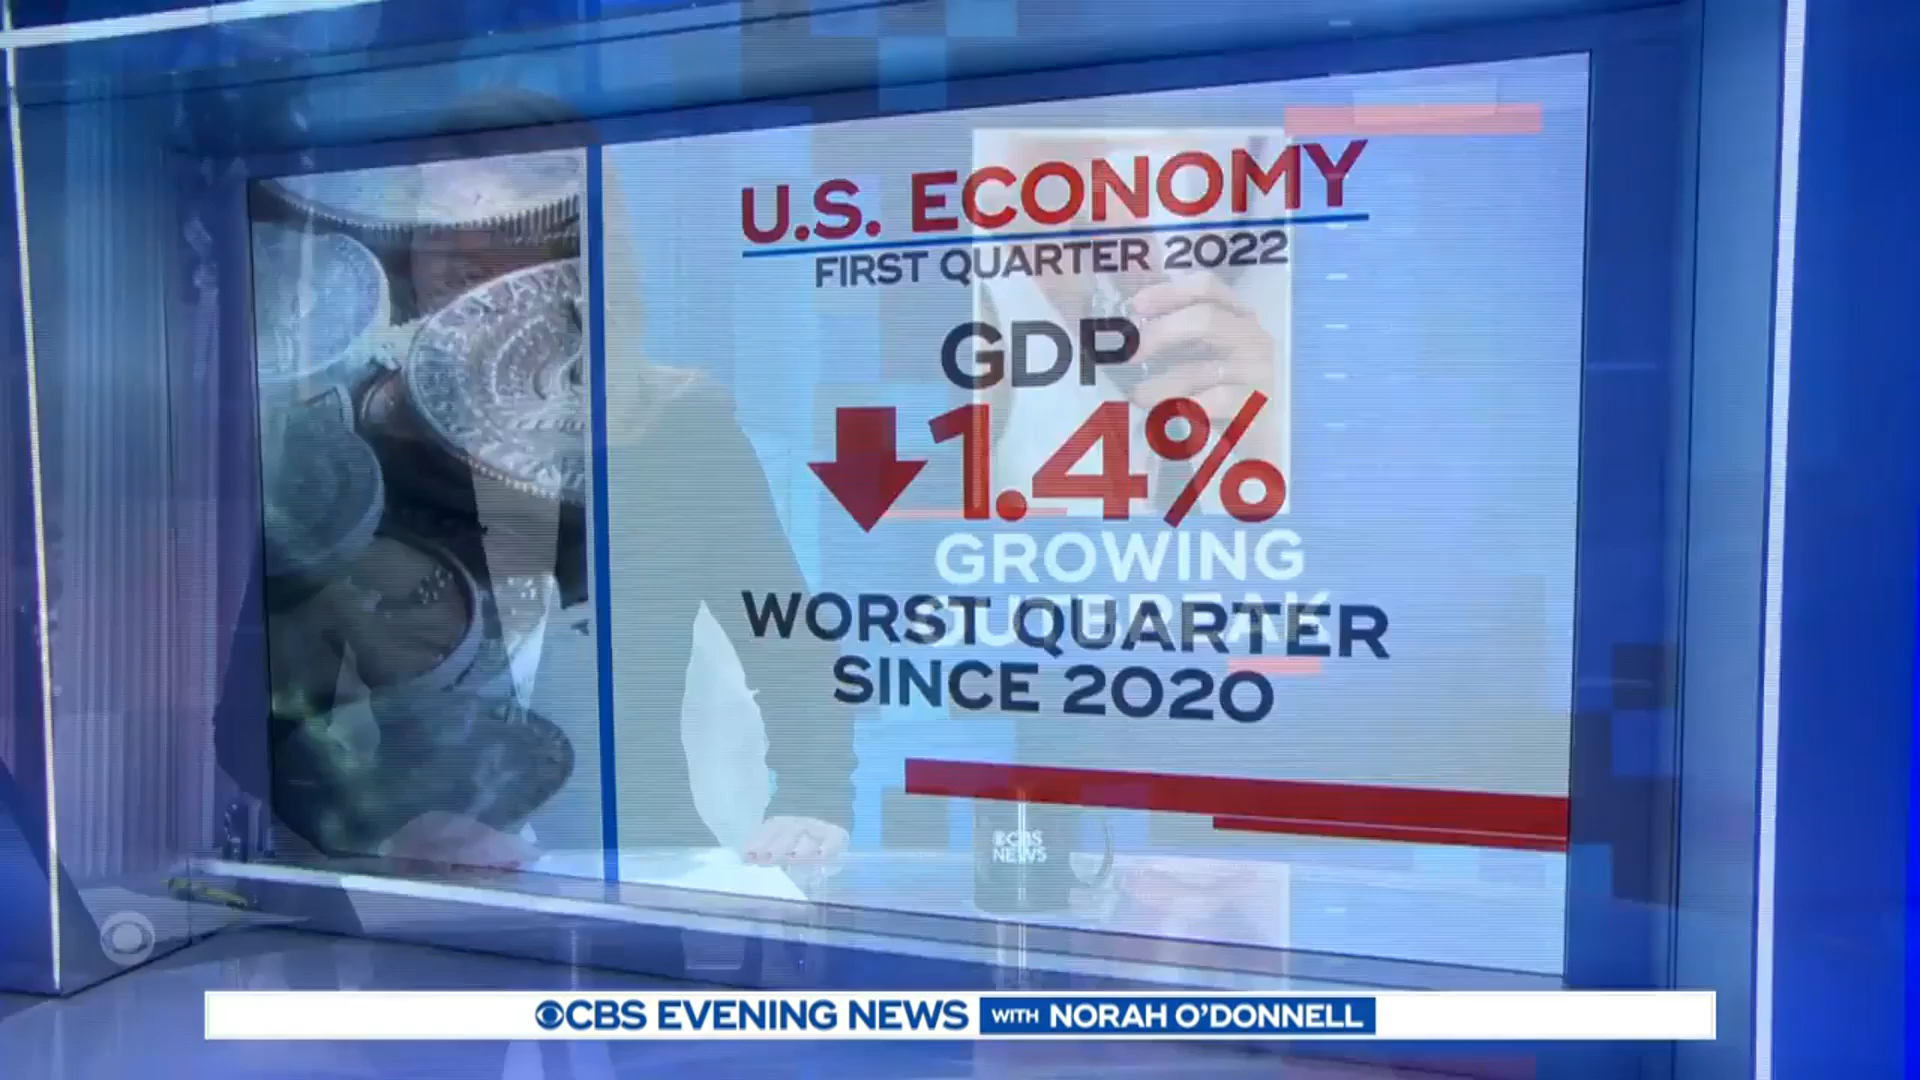 U.S. ECONOMY
FIRST QUARTER 2022
GDP
1.4%
GROWING
OUTBREAK
WORST QUARTER
SINCE 2020
CBS
NEWS
CBS EVENING NEWS WITH NORAH O'DONNELL